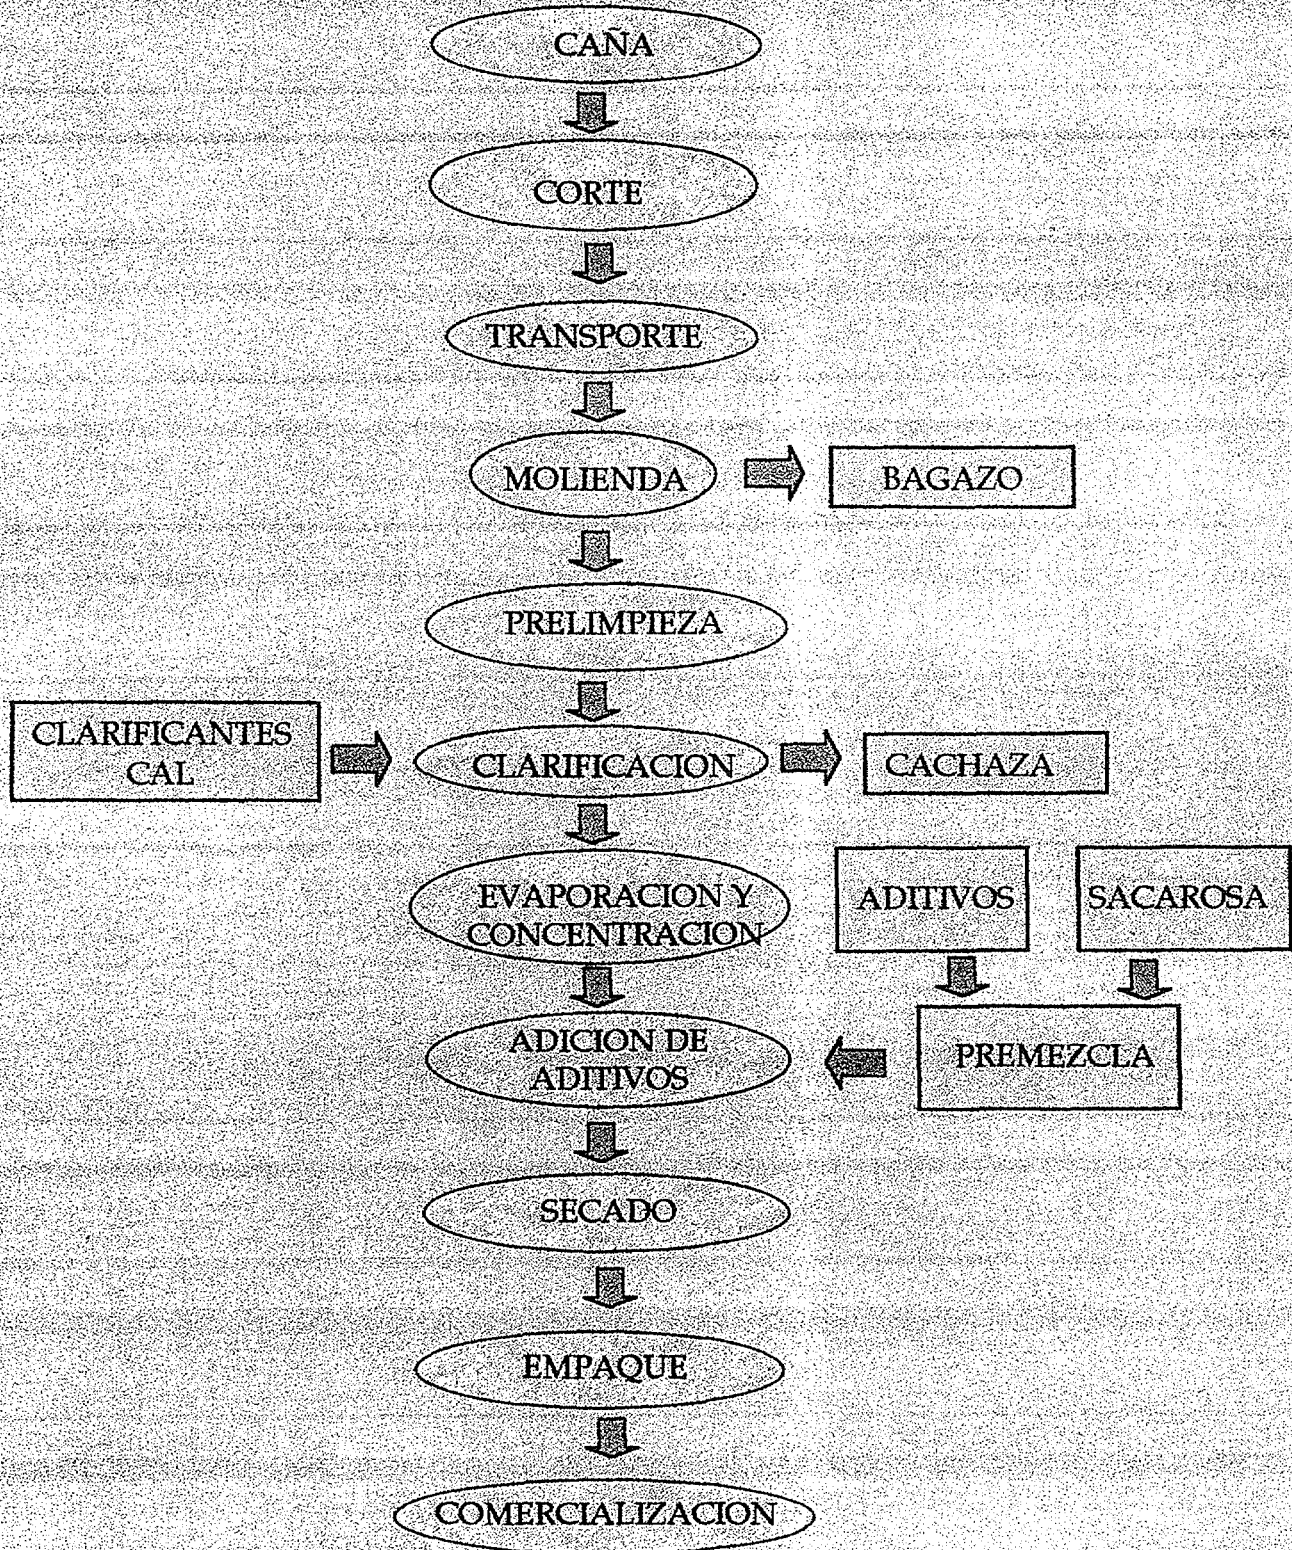 CAÑA
CORTE
TRANSPORTE
MOLIENDA
BAGAZO
PRELIMPIEZA
CLARIFICANTES
CAL
CLARIFICACION
CACHAZA
EVAPORACION Y
CONCENTRACION
ADITIVOS
SACAROSA
ADICION DE
ADITIVOS
PREMEZCLA
SECADO
EMPAQUE
COMERCIALIZACION